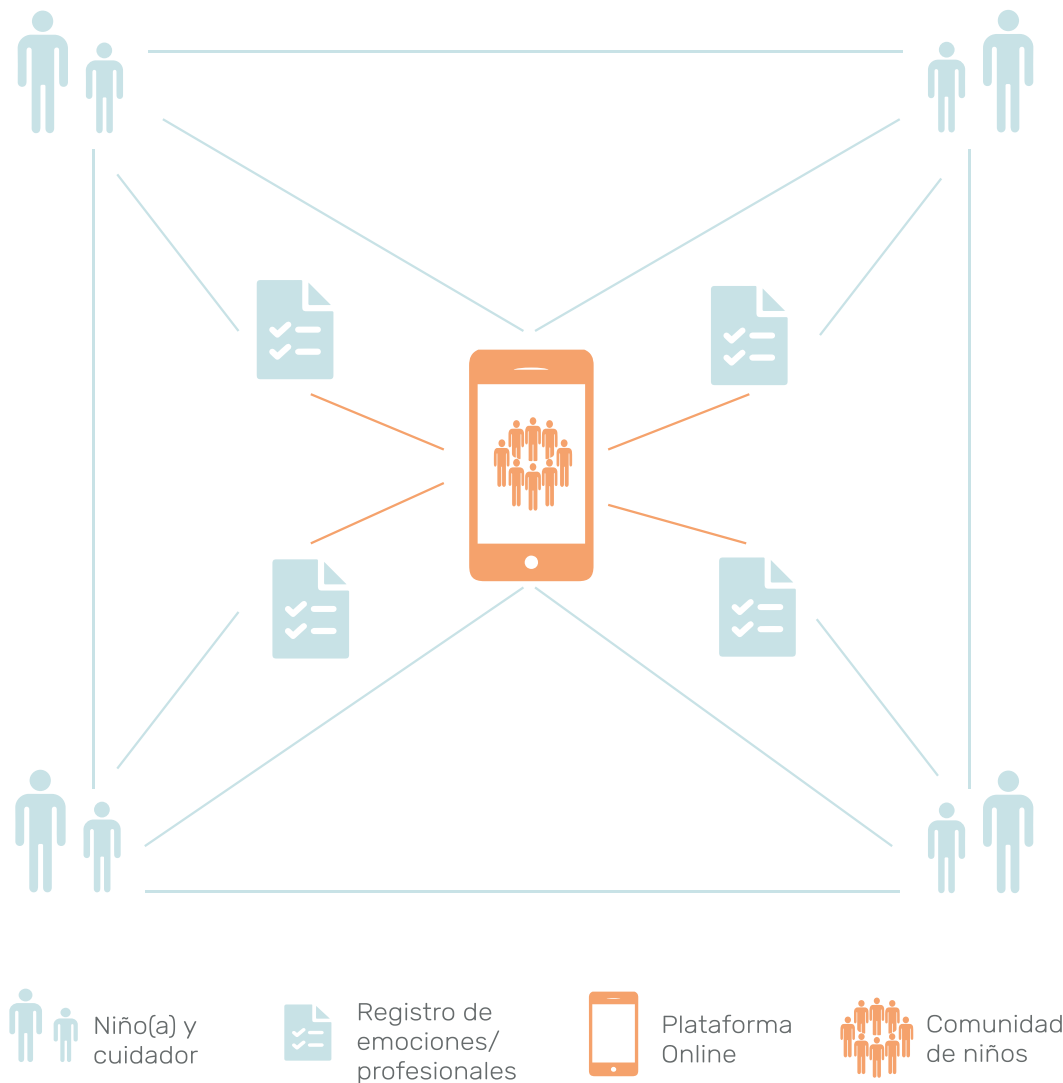 Niño(a) y
cuidador
Registro de
emociones/
profesionales
Plataforma
Online
Comunidad
de niños